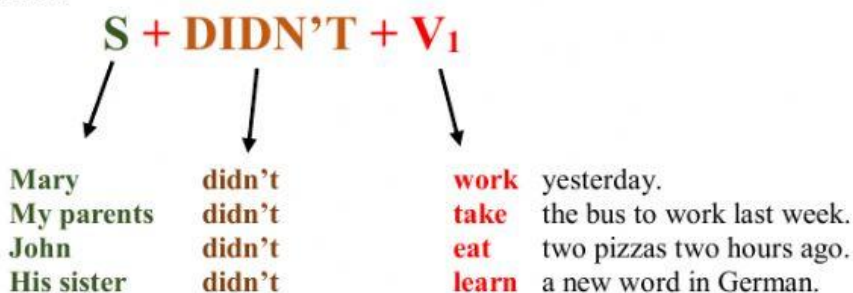 S + DIDN'T + V1
Mary didn't work yesterday.
My parents didn't take the bus to work last week.
John didn't eat two pizzas two hours ago.
His sister didn't learn a new word in German.